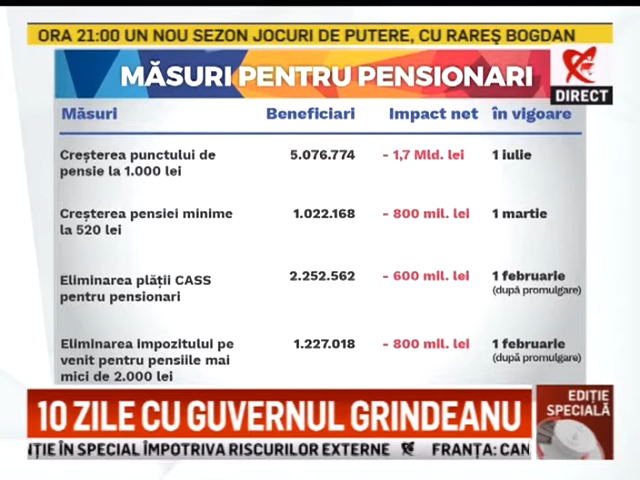 ORA 21:00 UN NOU SEZON JOCURI DE PUTERE, CU RAREȘ BOGDAN
MĂSURI PENTRU PENSIONARI
DIRECT
Măsuri Beneficiari Impact net în vigoare
Creșterea punctului de 5.076.774 - 1,7 Mld. lei 1 iulie
pensie la 1.000 lei
Creșterea pensiei minime 1.022.168 - 800 mil. lei 1 martie
la 520 lei
Eliminarea plății CASS 2.252.562 - 600 mil. lei 1 februarie
pentru pensionari (după promulgare)
Eliminarea impozitului pe 1.227.018 - 800 mil. lei 1 februarie
venit pentru pensiile mai (după promulgare)
mici de 2.000 lei
10 ZILE CU GUVERNUL GRINDEANU
EDIȚIE
SPECIALĂ
NȚIE ÎN SPECIAL ÎMPOTRIVA RISCURILOR EXTERNE FRANȚA: CAN